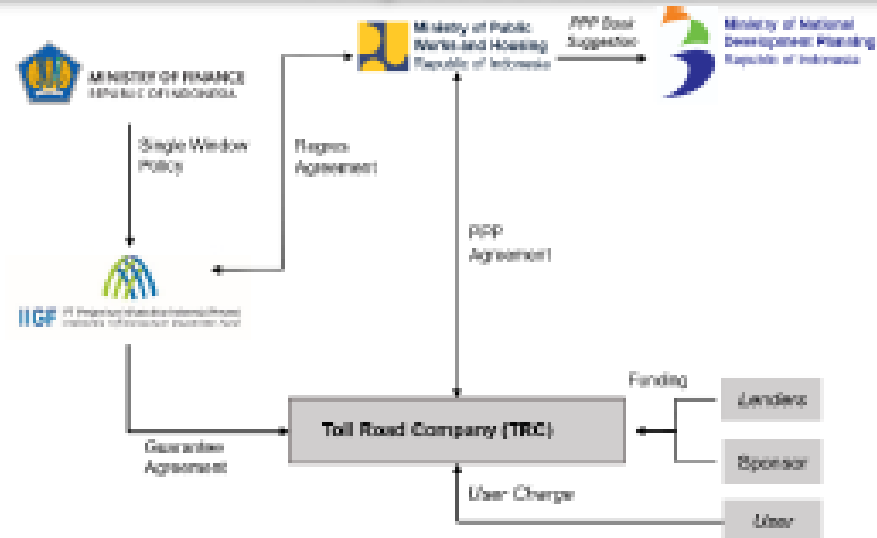 MINISTRY OF FINANCE
REPUBLIC OF INDONESIA
Ministry of Public
Works and Housing
Republic of Indonesia
PPP Book
Suggestion
Ministry of National
Development Planning
Republic of Indonesia
Single Window
Policy
Regres
Agreement
PPP
Agreement
IIGF
Funding
Lenders
Toll Road Company (TRC)
Guarantee
Agreement
Sponsor
User Charge
User